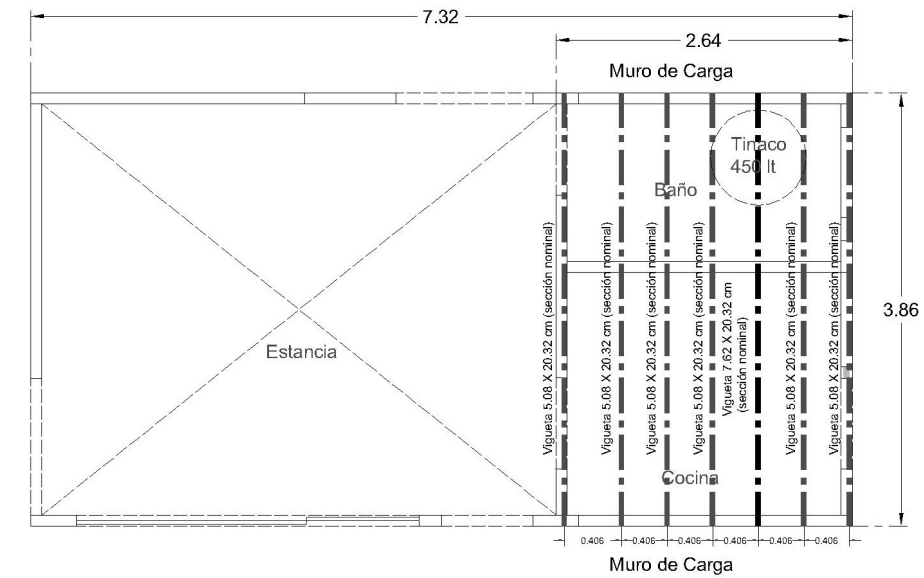 7.32
2.64
Muro de Carga
Tinaco
450 lt
Baño
Vigueta 5.08 X 20.32 cm (sección nominal)
Vigueta 5.08 X 20.32 cm (sección nominal)
Vigueta 5.08 X 20.32 cm (sección nominal)
Vigueta 5.08 X 20.32 cm (sección nominal)
Vigueta 7.62 X 20.32 cm
(sección nominal)
Vigueta 5.08 X 20.32 cm (sección nominal)
Vigueta 5.08 X 20.32 cm (sección nominal)
3.86
Estancia
Cocina
0.406 0.406 0.406 0.406 0.406 0.406
Muro de Carga